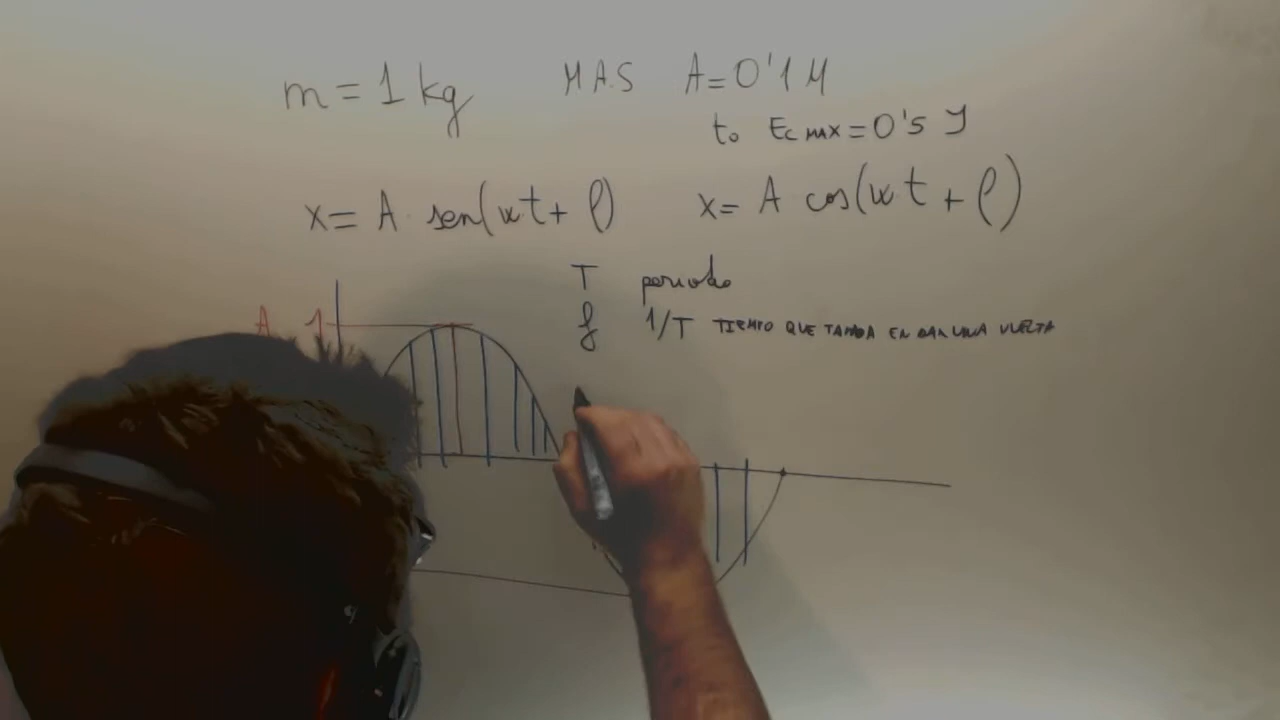 m = 1 kg MAS A=0'1 M
to Ec MAX = 0'5 J
x= A· sen(wt+ φ) x= A cos(wt + φ)
T periodo
f 1/T TIEMPO QUE TARDA EN DAR UNA VUELTA
A 1